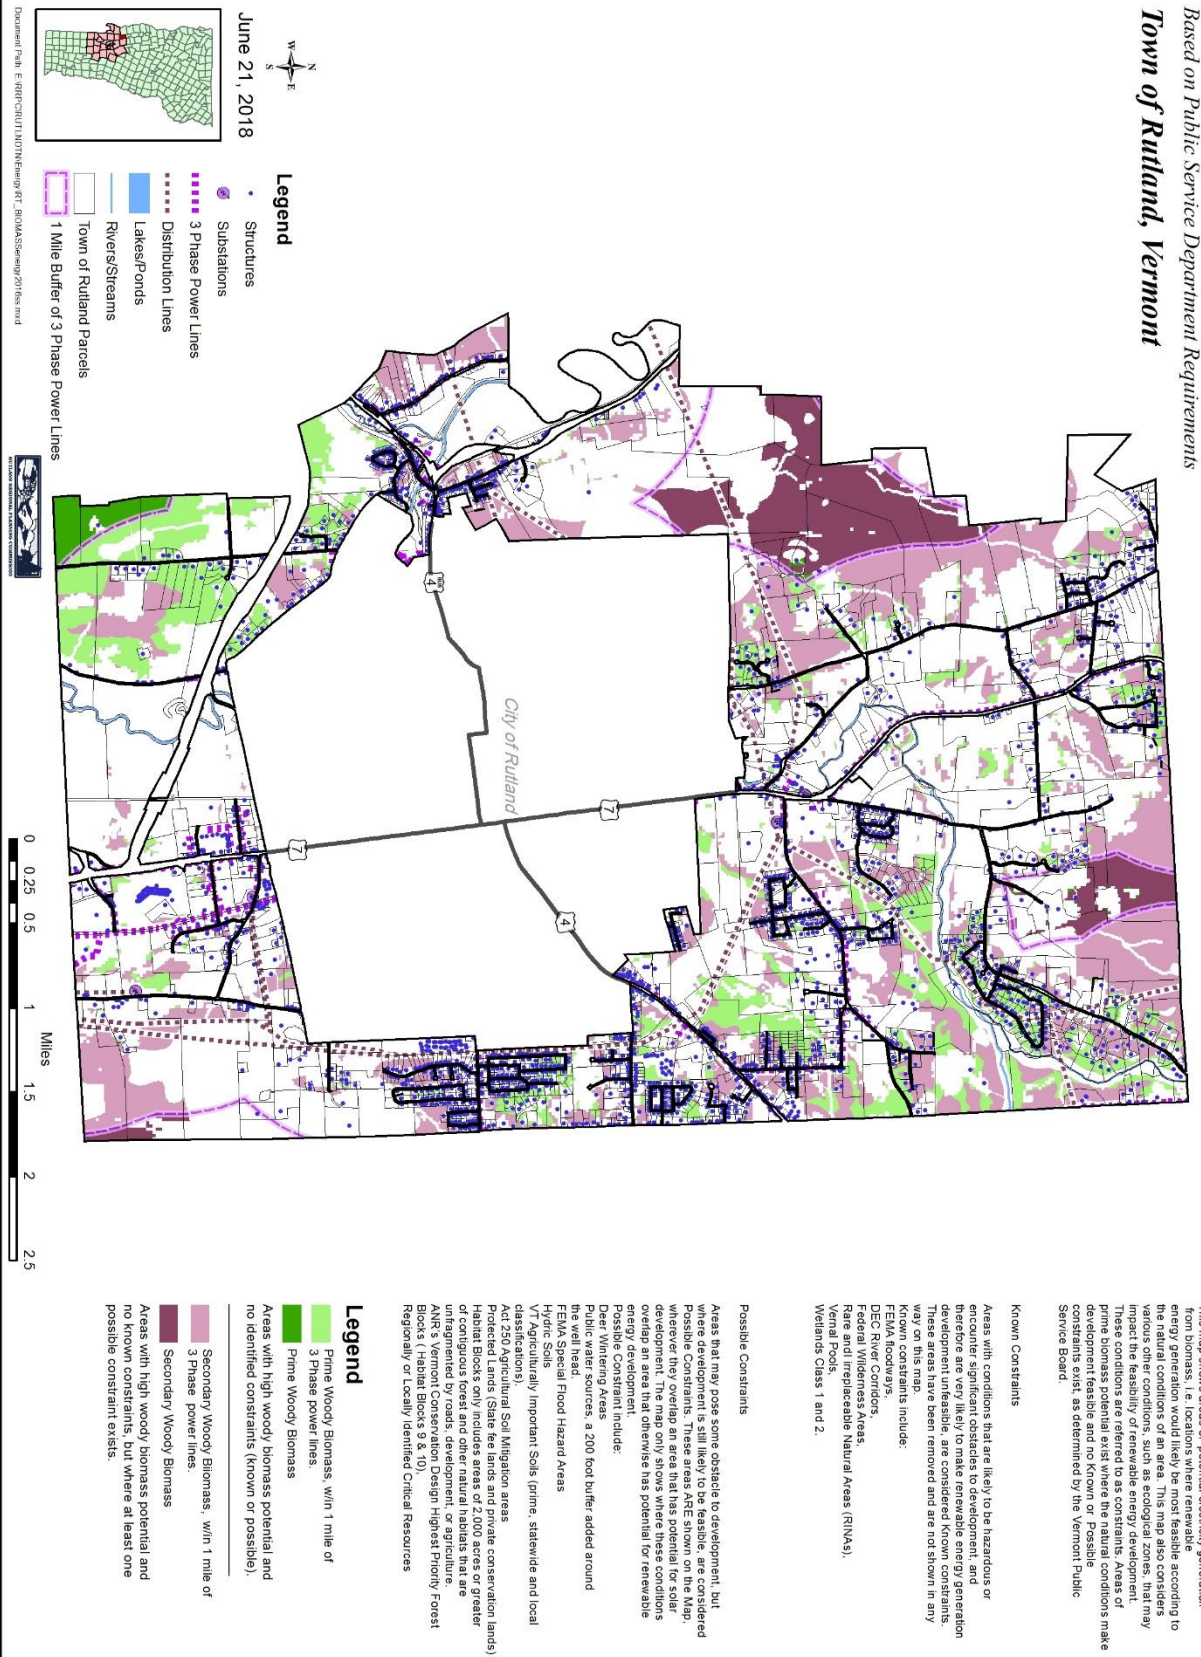 Based on Public Service Department Requirements
Town of Rutland, Vermont
from biomass, i.e. locations where renewable
energy generation would likely be most feasible according to
the natural conditions of an area. This map also considers
various other conditions, such as ecological zones, that may
impact the feasibility of renewable energy development.
These conditions are referred to as constraints. Areas of
prime biomass potential exist where the natural conditions make
development feasible and no Known or Possible
constraints exist, as determined by the Vermont Public
Service Board.
Known Constraints
Areas with conditions that are likely to be hazardous or
encounter significant obstacles to development, and
therefore are very likely to make renewable energy generation
development unfeasible, are considered Known constraints.
These areas have been removed and are not shown in any
way on this map.
Known constraints include:
FEMA floodways,
DEC River Corridors,
Federal Wilderness Areas,
Rare and Irreplaceable Natural Areas (RINAs),
Vernal Pools,
Wetlands Class 1 and 2.
Possible Constraints
Areas that may pose some obstacle to development, but
where development is still likely to be feasible, are considered
Possible Constraints. These areas ARE shown on the Map,
wherever they overlap an area that has potential for solar
development. The map only shows where these conditions
overlap an area that otherwise has potential for renewable
energy development.
Possible Constraint include:
Deer Wintering Areas
Public water sources, a 200 foot buffer added around
the well head.
FEMA Special Flood Hazard Areas
Hydric Soils
VT Agriculturally Important Soils (prime, statewide and local
classifications)
Act 250 Agricultural Soil Mitigation areas
Protected Lands (State fee lands and private conservation lands)
Habitat Blocks only includes areas of 2,000 acres or greater
of contiguous forest and other natural habitats that are
unfragmented by roads, development, or agriculture.
ANR's Vermont Conservation Design Highest Priority Forest
Blocks ( Habitat Blocks 9 & 10),
Regionally or Locally Identified Critical Resources
City of Rutland
4
7
7
4
N
W
E
S
June 21, 2018
Legend
Structures
Substations
3 Phase Power Lines
Distribution Lines
Lakes/Ponds
Rivers/Streams
Town of Rutland Parcels
1 Mile Buffer of 3 Phase Power Lines
RUTLAND REGIONAL PLANNING COMMISSION
0 0.25 0.5 1 1.5 2 2.5
Miles
Legend
Prime Woody Biomass, w/in 1 mile of
3 Phase power lines.
Prime Woody Biomass
Areas with high woody biomass potential and
no identified constraints (known or possible).
Secondary Woody Biiomass, w/in 1 mile of
3 Phase power lines.
Secondary Woody Biomass
Areas with high woody biomass potential and
no known constraints, but where at least one
possible constraint exists.